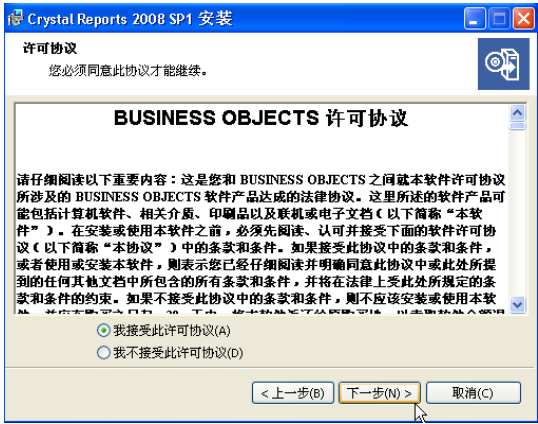 Crystal Reports 2008 SP1 安装
许可协议
您必须同意此协议才能继续。
BUSINESS OBJECTS 许可协议
请仔细阅读以下重要内容：这是您和 BUSINESS OBJECTS 之间就本软件许可协议
所涉及的 BUSINESS OBJECTS 软件产品达成的法律协议。这里所述的软件产品可
能包括计算机软件、相关介质、印刷品以及联机或电子文档（以下简称“本软
件”）。在安装或使用本软件之前，必须先阅读、认可并接受下面的软件许可协
议（以下简称“本协议”）中的条款和条件。如果接受此协议中的条款和条件，
或者使用或安装本软件，则表示您已经仔细阅读并明确同意此协议中或此处所提
到的任何其他文档中所包含的所有条款和条件，并将在法律上受此处所规定的条
款和条件的约束。如果不接受此协议中的条款和条件，则不应该安装或使用本软
我接受此许可协议(A)
我不接受此许可协议(D)
< 上一步(B)
下一步(N) >
取消(C)